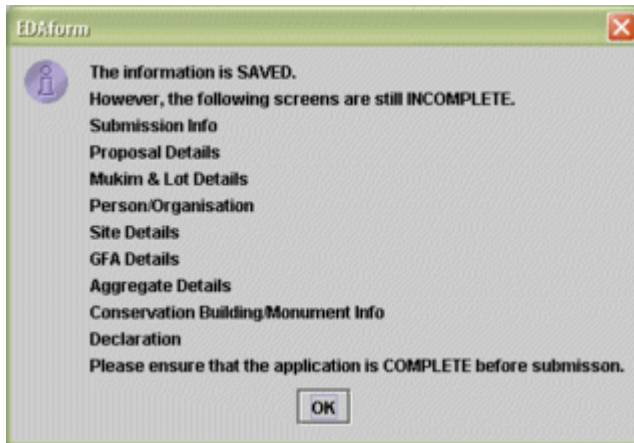 EDAform
The information is SAVED.
However, the following screens are still INCOMPLETE.
Submission Info
Proposal Details
Mukim & Lot Details
Person/Organisation
Site Details
GFA Details
Aggregate Details
Conservation Building/Monument Info
Declaration
Please ensure that the application is COMPLETE before submisson.
OK